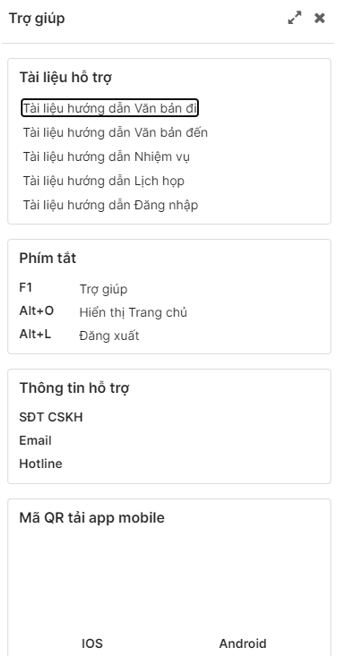 Trợ giúp
Tài liệu hỗ trợ
Tài liệu hướng dẫn Văn bản đi
Tài liệu hướng dẫn Văn bản đến
Tài liệu hướng dẫn Nhiệm vụ
Tài liệu hướng dẫn Lịch họp
Tài liệu hướng dẫn Đăng nhập
Phím tắt
F1 Trợ giúp
Alt+O Hiển thị Trang chủ
Alt+L Đăng xuất
Thông tin hỗ trợ
SĐT CSKH
Email
Hotline
Mã QR tải app mobile
IOS Android